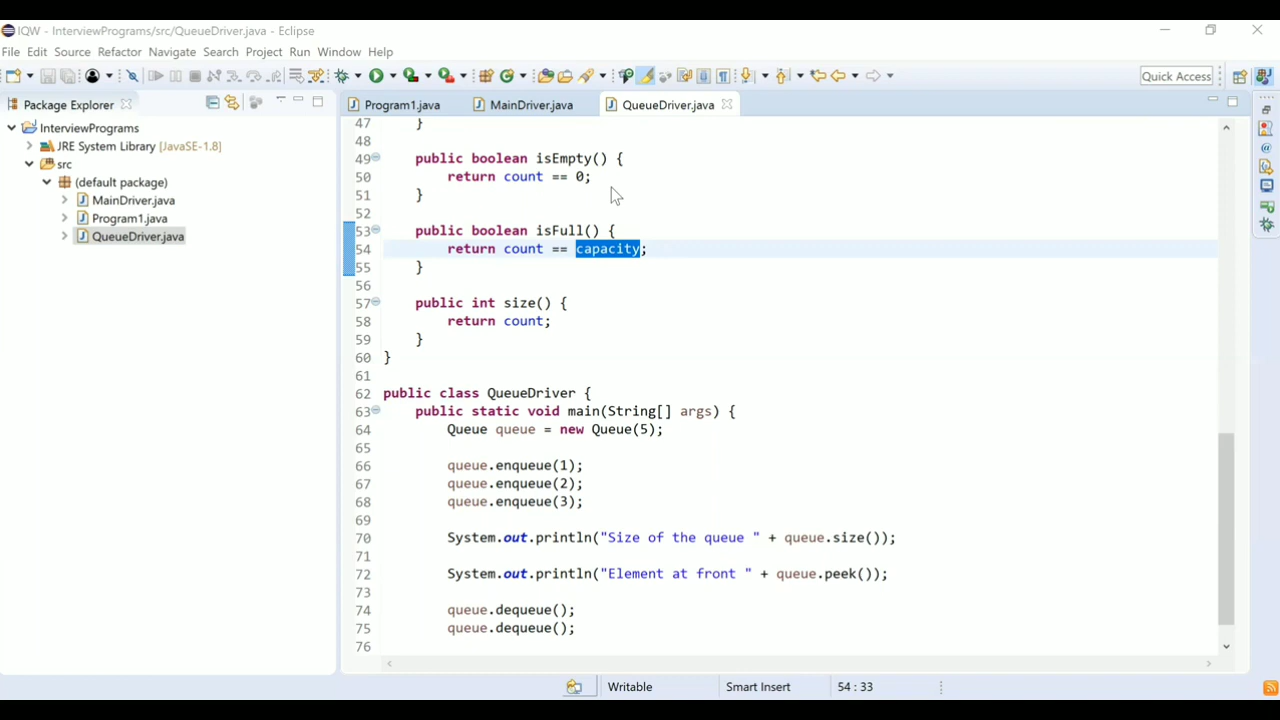 IQW - InterviewPrograms/src/QueueDriver.java - Eclipse
File Edit Source Refactor Navigate Search Project Run Window Help
Quick Access
Package Explorer
Program1.java MainDriver.java QueueDriver.java
InterviewPrograms
JRE System Library [JavaSE-1.8]
src
(default package)
MainDriver.java
Program1.java
QueueDriver.java
47 }
48
49 public boolean isEmpty() {
50 return count == 0;
51 }
52
53 public boolean isFull() {
54 return count == capacity;
55 }
56
57 public int size() {
58 return count;
59 }
60 }
61
62 public class QueueDriver {
63 public static void main(String[] args) {
64 Queue queue = new Queue(5);
65
66 queue.enqueue(1);
67 queue.enqueue(2);
68 queue.enqueue(3);
69
70 System.out.println("Size of the queue " + queue.size());
71
72 System.out.println("Element at front " + queue.peek());
73
74 queue.dequeue();
75 queue.dequeue();
76
Writable Smart Insert 54 : 33